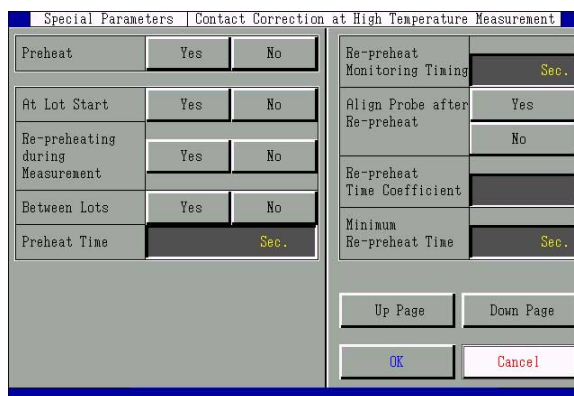 Special Parameters | Contact Correction at High Temperature Measurement
Preheat Yes No
At Lot Start Yes No
Re-preheating
during
Measurement Yes No
Between Lots Yes No
Preheat Time Sec.
Re-preheat
Monitoring Timing Sec.
Align Probe after Yes
Re-preheat
No
Re-preheat
Time Coefficient
Minimum
Re-preheat Time Sec.
Up Page Down Page
OK Cancel